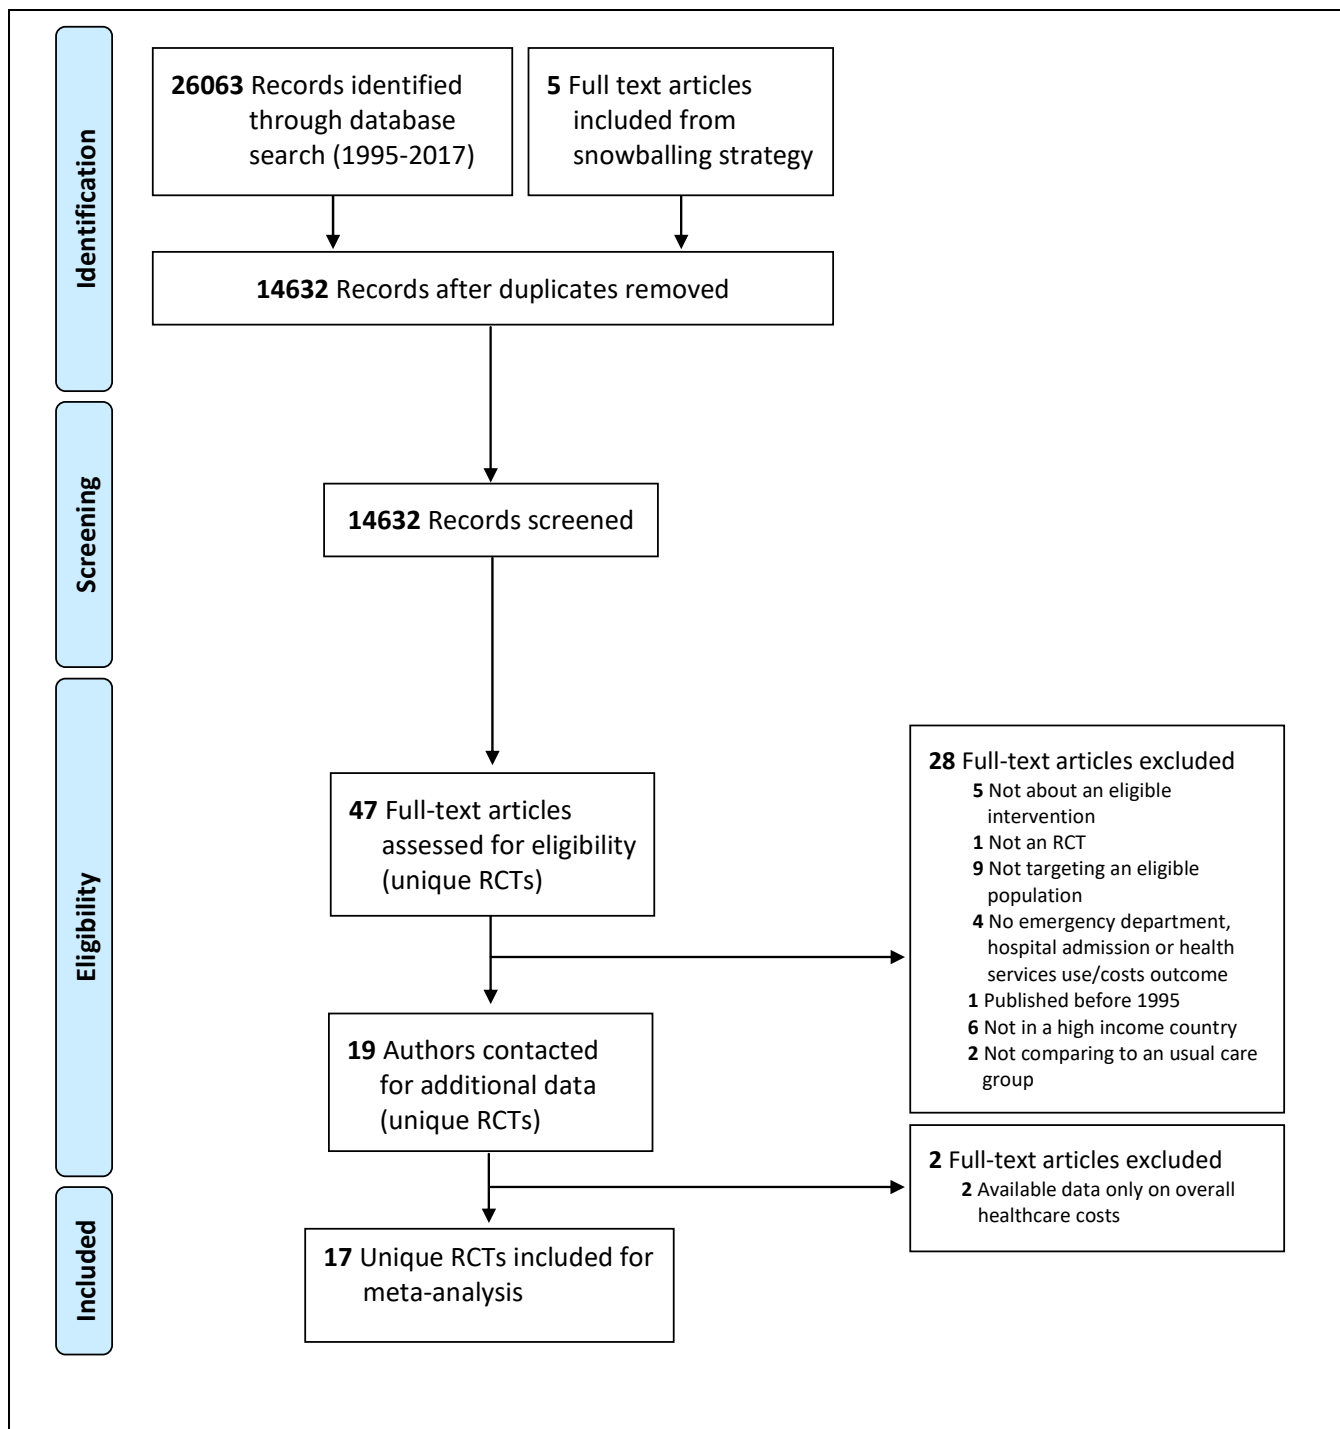 Identification
26063 Records identified
through database
search (1995-2017)
5 Full text articles
included from
snowballing strategy
14632 Records after duplicates removed
Screening
14632 Records screened
Eligibility
47 Full-text articles
assessed for eligibility
(unique RCTs)
28 Full-text articles excluded
5 Not about an eligible
intervention
1 Not an RCT
9 Not targeting an eligible
population
4 No emergency department,
hospital admission or health
services use/costs outcome
1 Published before 1995
6 Not in a high income country
2 Not comparing to an usual care
group
19 Authors contacted
for additional data
(unique RCTs)
2 Full-text articles excluded
2 Available data only on overall
healthcare costs
Included
17 Unique RCTs included for
meta-analysis